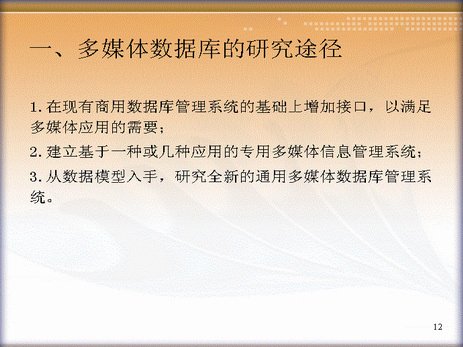 一、多媒体数据库的研究途径
1.在现有商用数据库管理系统的基础上增加接口，以满足
多媒体应用的需要；
2.建立基于一种或几种应用的专用多媒体信息管理系统；
3.从数据模型入手，研究全新的通用多媒体数据库管理系
统。
12